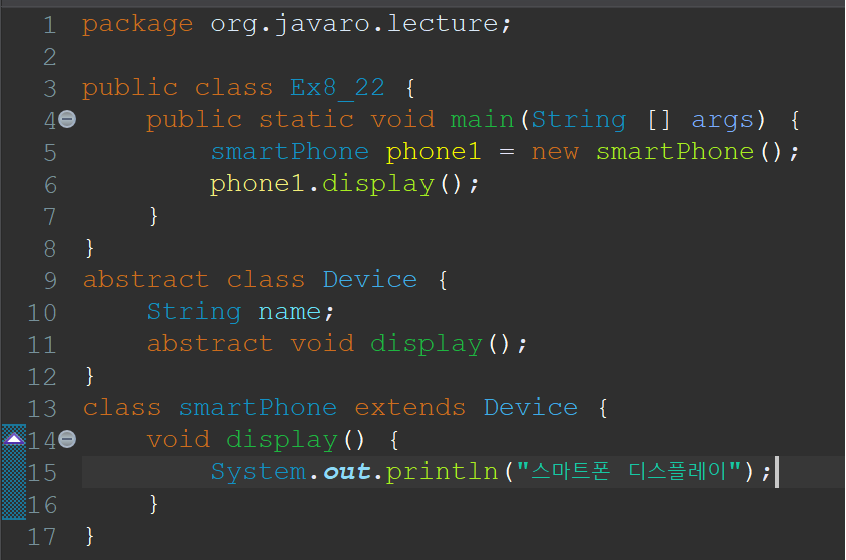 1 package org.javaro.lecture;
2
3 public class Ex8_22 {
4 public static void main(String [] args) {
5 smartPhone phone1 = new smartPhone();
6 phone1.display();
7 }
8 }
9 abstract class Device {
10 String name;
11 abstract void display();
12 }
13 class smartPhone extends Device {
14 void display() {
15 System.out.println("스마트폰 디스플레이");
16 }
17 }